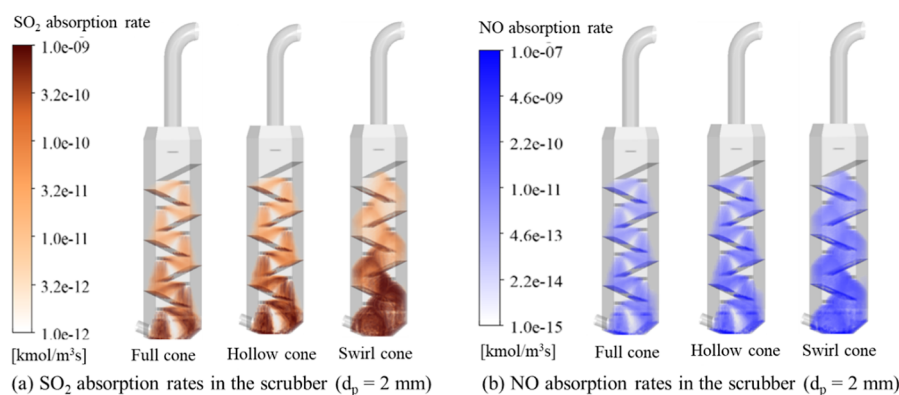 SO₂ absorption rate
1.0e-09
3.2c-10
1.0e-10
3.2e-11
1.0e-11
3.2e-12
1.0e-12
[kmol/m³s]
Full cone
Hollow cone
Swirl cone
(a) SO₂ absorption rates in the scrubber (dₚ = 2 mm)
NO absorption rate
1.0e-07
4.6e-09
2.2e-10
1.0e-11
4.6e-13
2.2e-14
1.0e-15
[kmol/m³s]
Full cone
Hollow cone
Swirl cone
(b) NO absorption rates in the scrubber (dₚ = 2 mm)